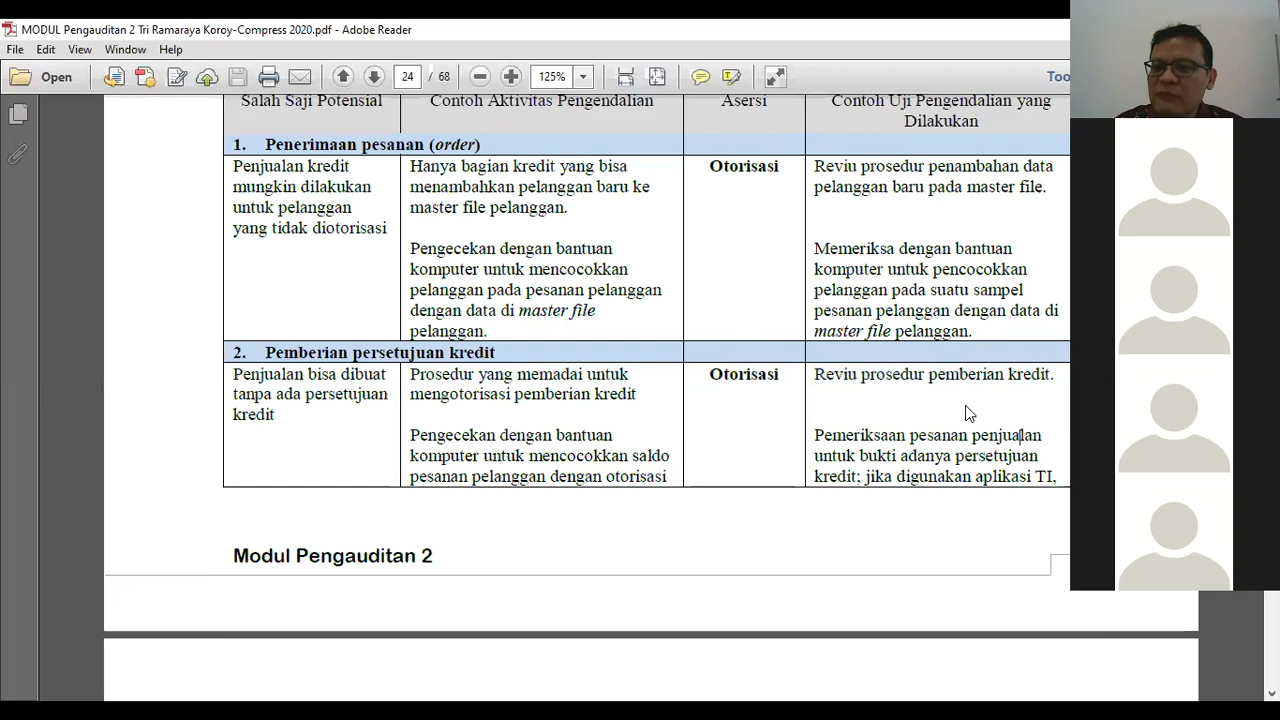 MODUL Pengauditan 2 Tri Ramaraya Koroy-Compress 2020.pdf - Adobe Reader
File Edit View Window Help
Open 24 / 68 125% Too
Salah Saji Potensial Contoh Aktivitas Pengendalian Asersi Contoh Uji Pengendalian yang
Dilakukan
1. Penerimaan pesanan (order)
Penjualan kredit
mungkin dilakukan
untuk pelanggan
yang tidak diotorisasi
Hanya bagian kredit yang bisa
menambahkan pelanggan baru ke
master file pelanggan.
Pengecekan dengan bantuan
komputer untuk mencocokkan
pelanggan pada pesanan pelanggan
dengan data di master file
pelanggan.
Otorisasi
Reviu prosedur penambahan data
pelanggan baru pada master file.
Memeriksa dengan bantuan
komputer untuk pencocokkan
pelanggan pada suatu sampel
pesanan pelanggan dengan data di
master file pelanggan.
2. Pemberian persetujuan kredit
Penjualan bisa dibuat
tanpa ada persetujuan
kredit
Prosedur yang memadai untuk
mengotorisasi pemberian kredit
Pengecekan dengan bantuan
komputer untuk mencocokkan saldo
pesanan pelanggan dengan otorisasi
Otorisasi
Reviu prosedur pemberian kredit.
Pemeriksaan pesanan penjualan
untuk bukti adanya persetujuan
kredit; jika digunakan aplikasi TI,
Modul Pengauditan 2